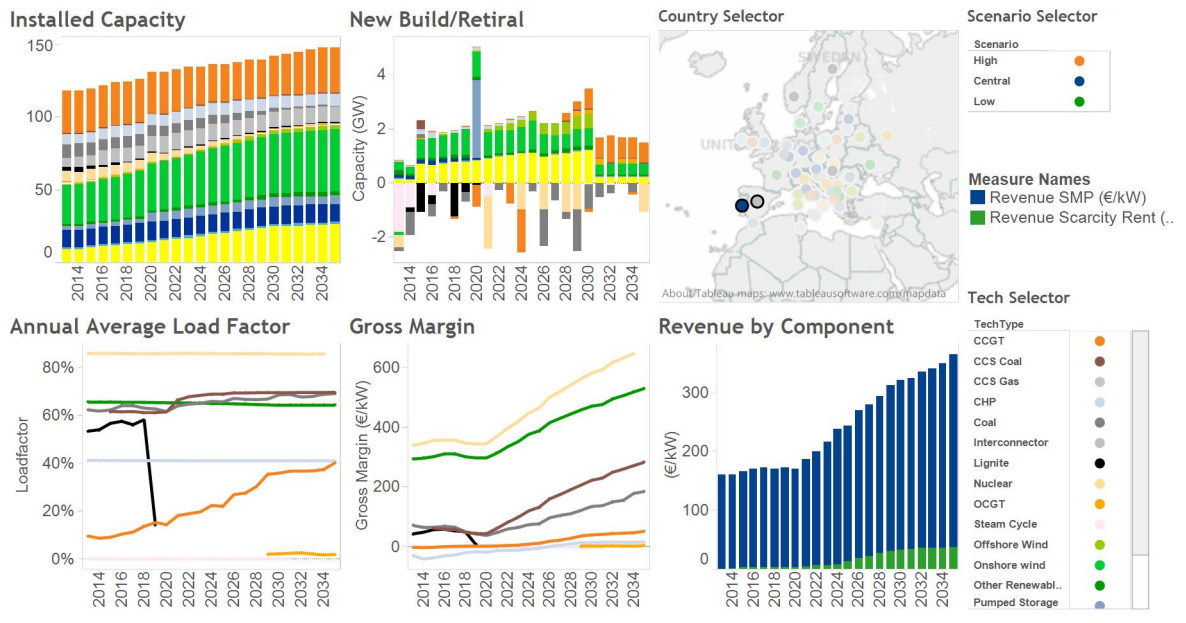 Installed Capacity
150
100
50
0
2014
2016
2018
2020
2022
2024
2026
2028
2030
2032
2034
New Build/Retiral
Capacity (GW)
4
2
0
-2
2014
2016
2018
2020
2022
2024
2026
2028
2030
2032
2034
Country Selector
SWEDEN
UNIT
About Tableau maps: www.tableausoftware.com/mapdata
Scenario Selector
Scenario
High
Central
Low
Measure Names
Revenue SMP (€/kW)
Revenue Scarcity Rent (..
Annual Average Load Factor
Loadfactor
80%
60%
40%
20%
0%
2014
2016
2018
2020
2022
2024
2026
2028
2030
2032
2034
Gross Margin
Gross Margin (€/kW)
600
400
200
0
2014
2016
2018
2020
2022
2024
2026
2028
2030
2032
2034
Revenue by Component
(€/kW)
300
200
100
0
2014
2016
2018
2020
2022
2024
2026
2028
2030
2032
2034
Tech Selector
TechType
CCGT
CCS Coal
CCS Gas
CHP
Coal
Interconnector
Lignite
Nuclear
OCGT
Steam Cycle
Offshore Wind
Onshore wind
Other Renewabl..
Pumped Storage